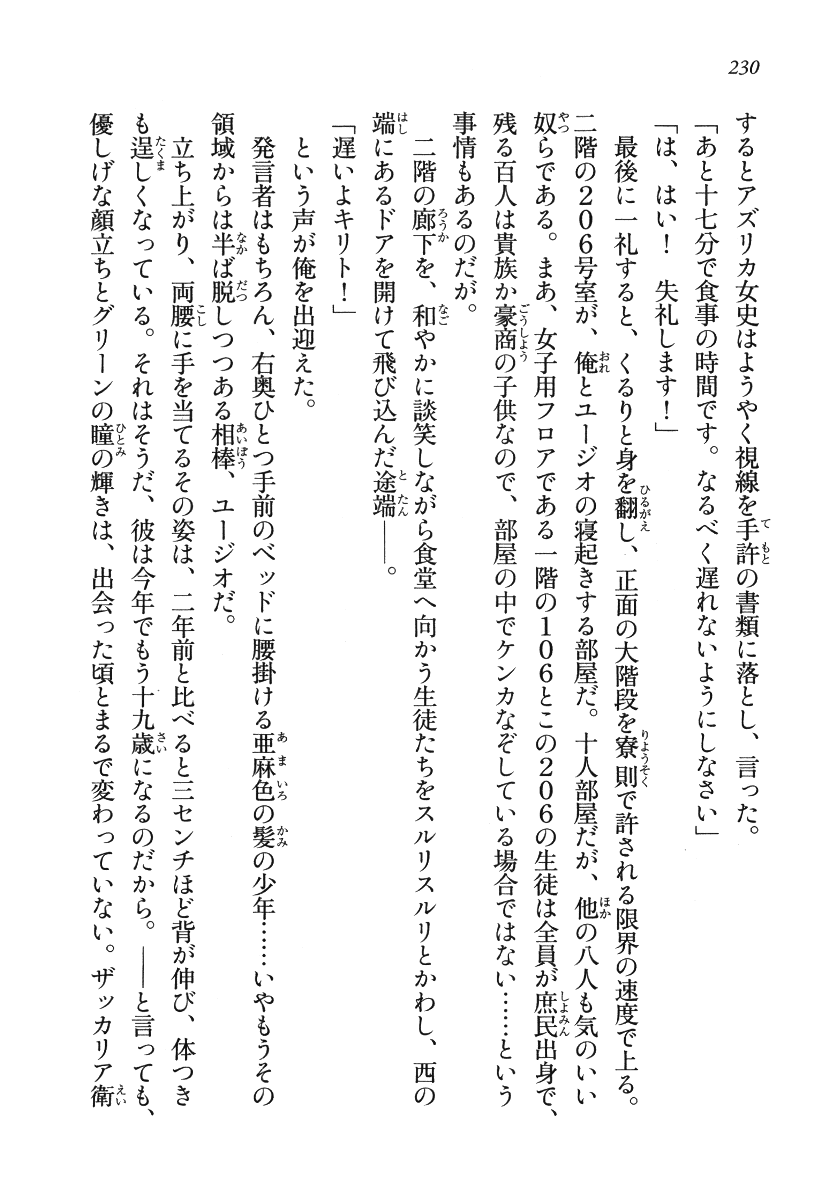 230
するとアズリカ女史はようやく視線を手許の書類に落とし、言った。
「あと十七分で食事の時間です。なるべく遅れないようにしなさい」
「は、はい！　失礼します！」
　最後に一礼すると、くるりと身を翻し、正面の大階段を寮則で許される限界の速度で上る。
二階の２０６号室が、俺とユージオの寝起きする部屋だ。十人部屋だが、他の八人も気のいい
奴らである。まあ、女子用フロアである一階の１０６とこの２０６の生徒は全員が庶民出身で、
残る百人は貴族か豪商の子供なので、部屋の中でケンカなぞしている場合ではない……という
事情もあるのだが。
　二階の廊下を、和やかに談笑しながら食堂へ向かう生徒たちをスルリスルリとかわし、西の
端にあるドアを開けて飛び込んだ途端――。
「遅いよキリト！」
　という声が俺を出迎えた。
　発言者はもちろん、右奥ひとつ手前のベッドに腰掛ける亜麻色の髪の少年……いやもうその
領域からは半ば脱しつつある相棒、ユージオだ。
　立ち上がり、両腰に手を当てるその姿は、二年前と比べると三センチほど背が伸び、体つき
も逞しくなっている。それはそうだ、彼は今年でもう十九歳になるのだから。――と言っても、
優しげな顔立ちとグリーンの瞳の輝きは、出会った頃とまるで変わっていない。ザッカリア衛